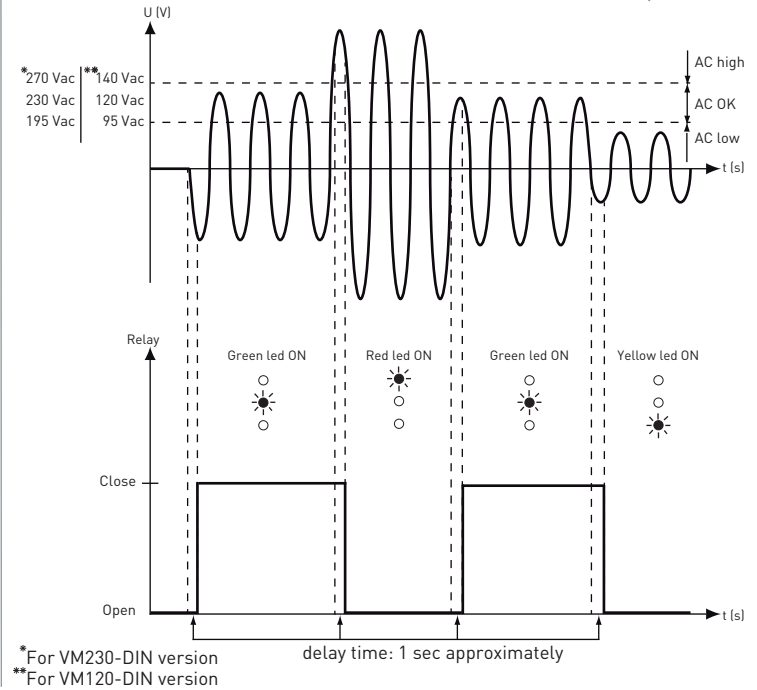 U (V)
*270 Vac **140 Vac
230 Vac 120 Vac
195 Vac 95 Vac
AC high
AC OK
AC low
t (s)
Relay
Green led ON Red led ON Green led ON Yellow led ON
Close
Open
t (s)
delay time: 1 sec approximately
*For VM230-DIN version
**For VM120-DIN version